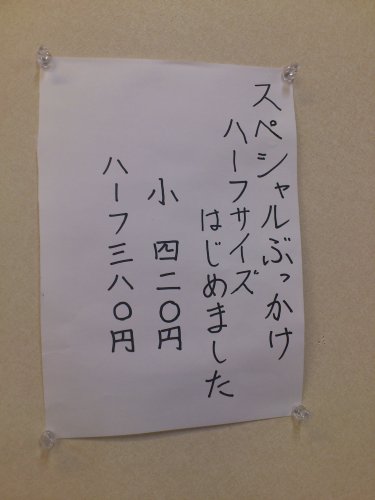 スペシャルぶっかけ
ハーフサイズ
はじめました
小 四二〇円
ハーフ三八〇円